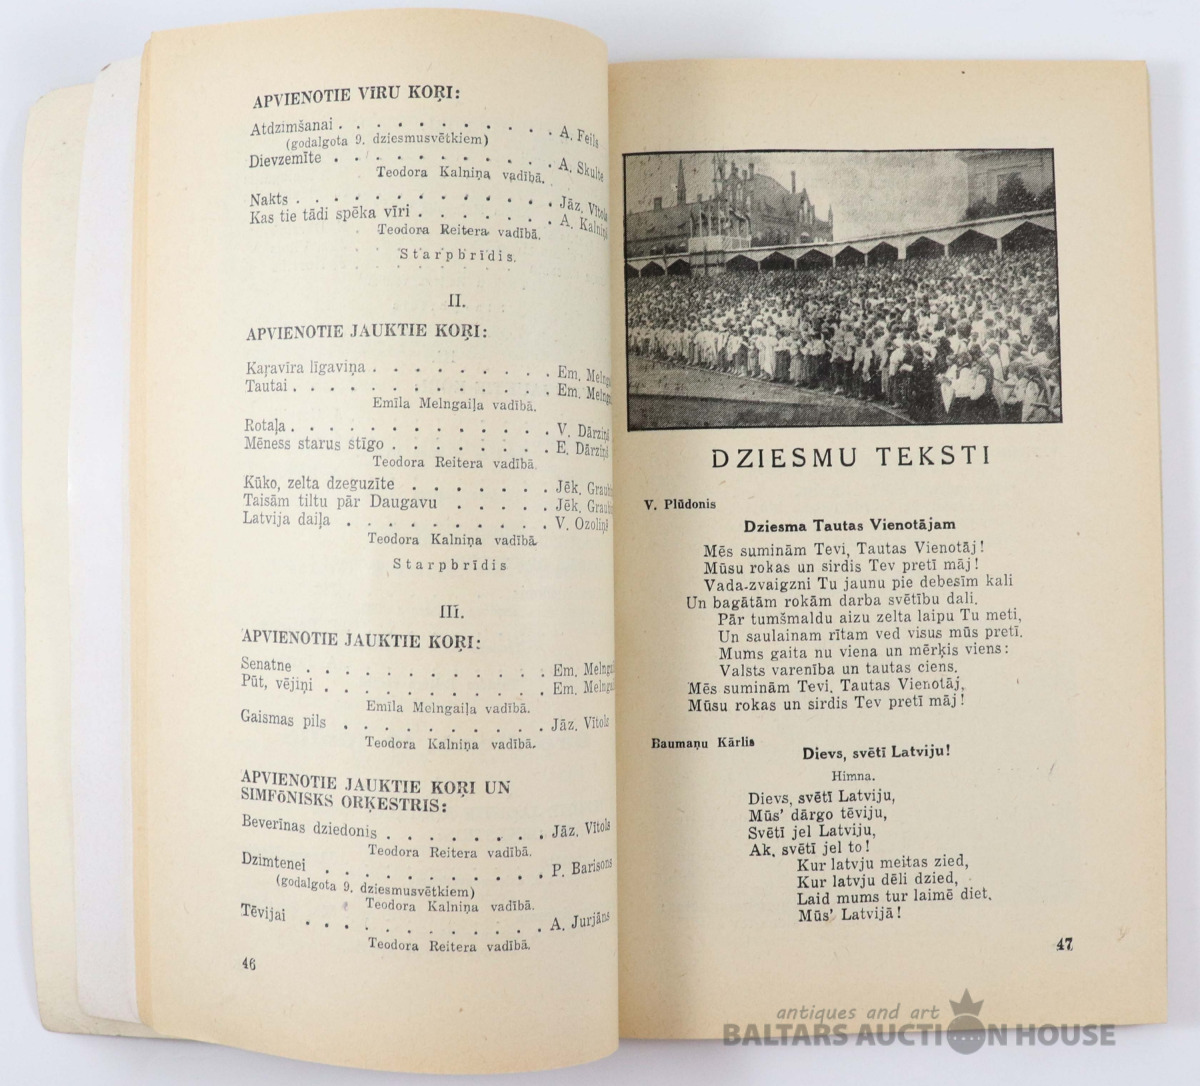 APVIENOTIE VĪRU KOŖI:
Atdzimšanai . . . . . . . . . . . A. Feils
(godalgota 9. dziesmusvētkiem)
Dievzemīte . . . . . . . . . . . A. Skulte
Teodora Kalniņa vadībā.
Nakts . . . . . . . . . . . . . Jāz. Vītols
Kas tie tādi spēka vīri . . . . . . . A. Kalniņš
Teodora Reitera vadībā.
Starpbrīdis.
II.
APVIENOTIE JAUKTIE KOŖI:
Kaŗavīra līgaviņa . . . . . . . . . Em. Melnga
Tautai . . . . . . . . . . . . . Em. Melnga
Emīla Melngaiļa vadībā.
Rotaļa . . . . . . . . . . . . . V. Dārziņš
Mēness starus stīgo . . . . . . . . E. Dārziņš
Teodora Reitera vadībā.
Kūko, zelta dzeguzīte . . . . . . . Jēk. Graubi
Taisām tiltu pār Daugavu . . . . . . Jēk. Graubi
Latvija daiļa . . . . . . . . . . V. Ozoliņš
Teodora Kalniņa vadībā.
Starpbrīdis
III.
APVIENOTIE JAUKTIE KOŖI:
Senatne . . . . . . . . . . . . Em. Melnga
Pūt, vējiņi . . . . . . . . . . . Em. Melnga
Emīla Melngaiļa vadībā.
Gaismas pils . . . . . . . . . . Jāz. Vītols
Teodora Kalniņa vadībā.
APVIENOTIE JAUKTIE KOŖI UN
SIMFŌNISKS ORĶESTRIS:
Beverīnas dziedonis . . . . . . . . Jāz. Vītols
Teodora Reitera vadībā.
Dzimtenei . . . . . . . . . . . P. Barisons
(godalgota 9. dziesmusvētkiem)
Teodora Kalniņa vadībā.
Tēvijai . . . . . . . . . . . . A. Jurjāns
Teodora Reitera vadībā.
46
DZIESMU TEKSTI
V. Plūdonis
Dziesma Tautas Vienotājam
Mēs suminām Tevi, Tautas Vienotāj!
Mūsu rokas un sirdis Tev pretī māj!
Vada-zvaigzni Tu jaunu pie debesīm kali
Un bagātām rokām darba svētību dali.
Pār tumšmaldu aizu zelta laipu Tu meti,
Un saulainam rītam ved visus mūs pretī.
Mums gaita nu viena un mērķis viens:
Valsts varenība un tautas ciens.
Mēs suminām Tevi, Tautas Vienotāj,
Mūsu rokas un sirdis Tev pretī māj!
Baumaņu Kārlis
Dievs, svētī Latviju!
Himna.
Dievs, svētī Latviju,
Mūs' dārgo tēviju,
Svētī jel Latviju,
Ak, svētī jel to!
Kur latvju meitas zied,
Kur latvju dēli dzied,
Laid mums tur laimē diet,
Mūs' Latvijā!
47
antiques and art
BALTARS AUCTION HOUSE